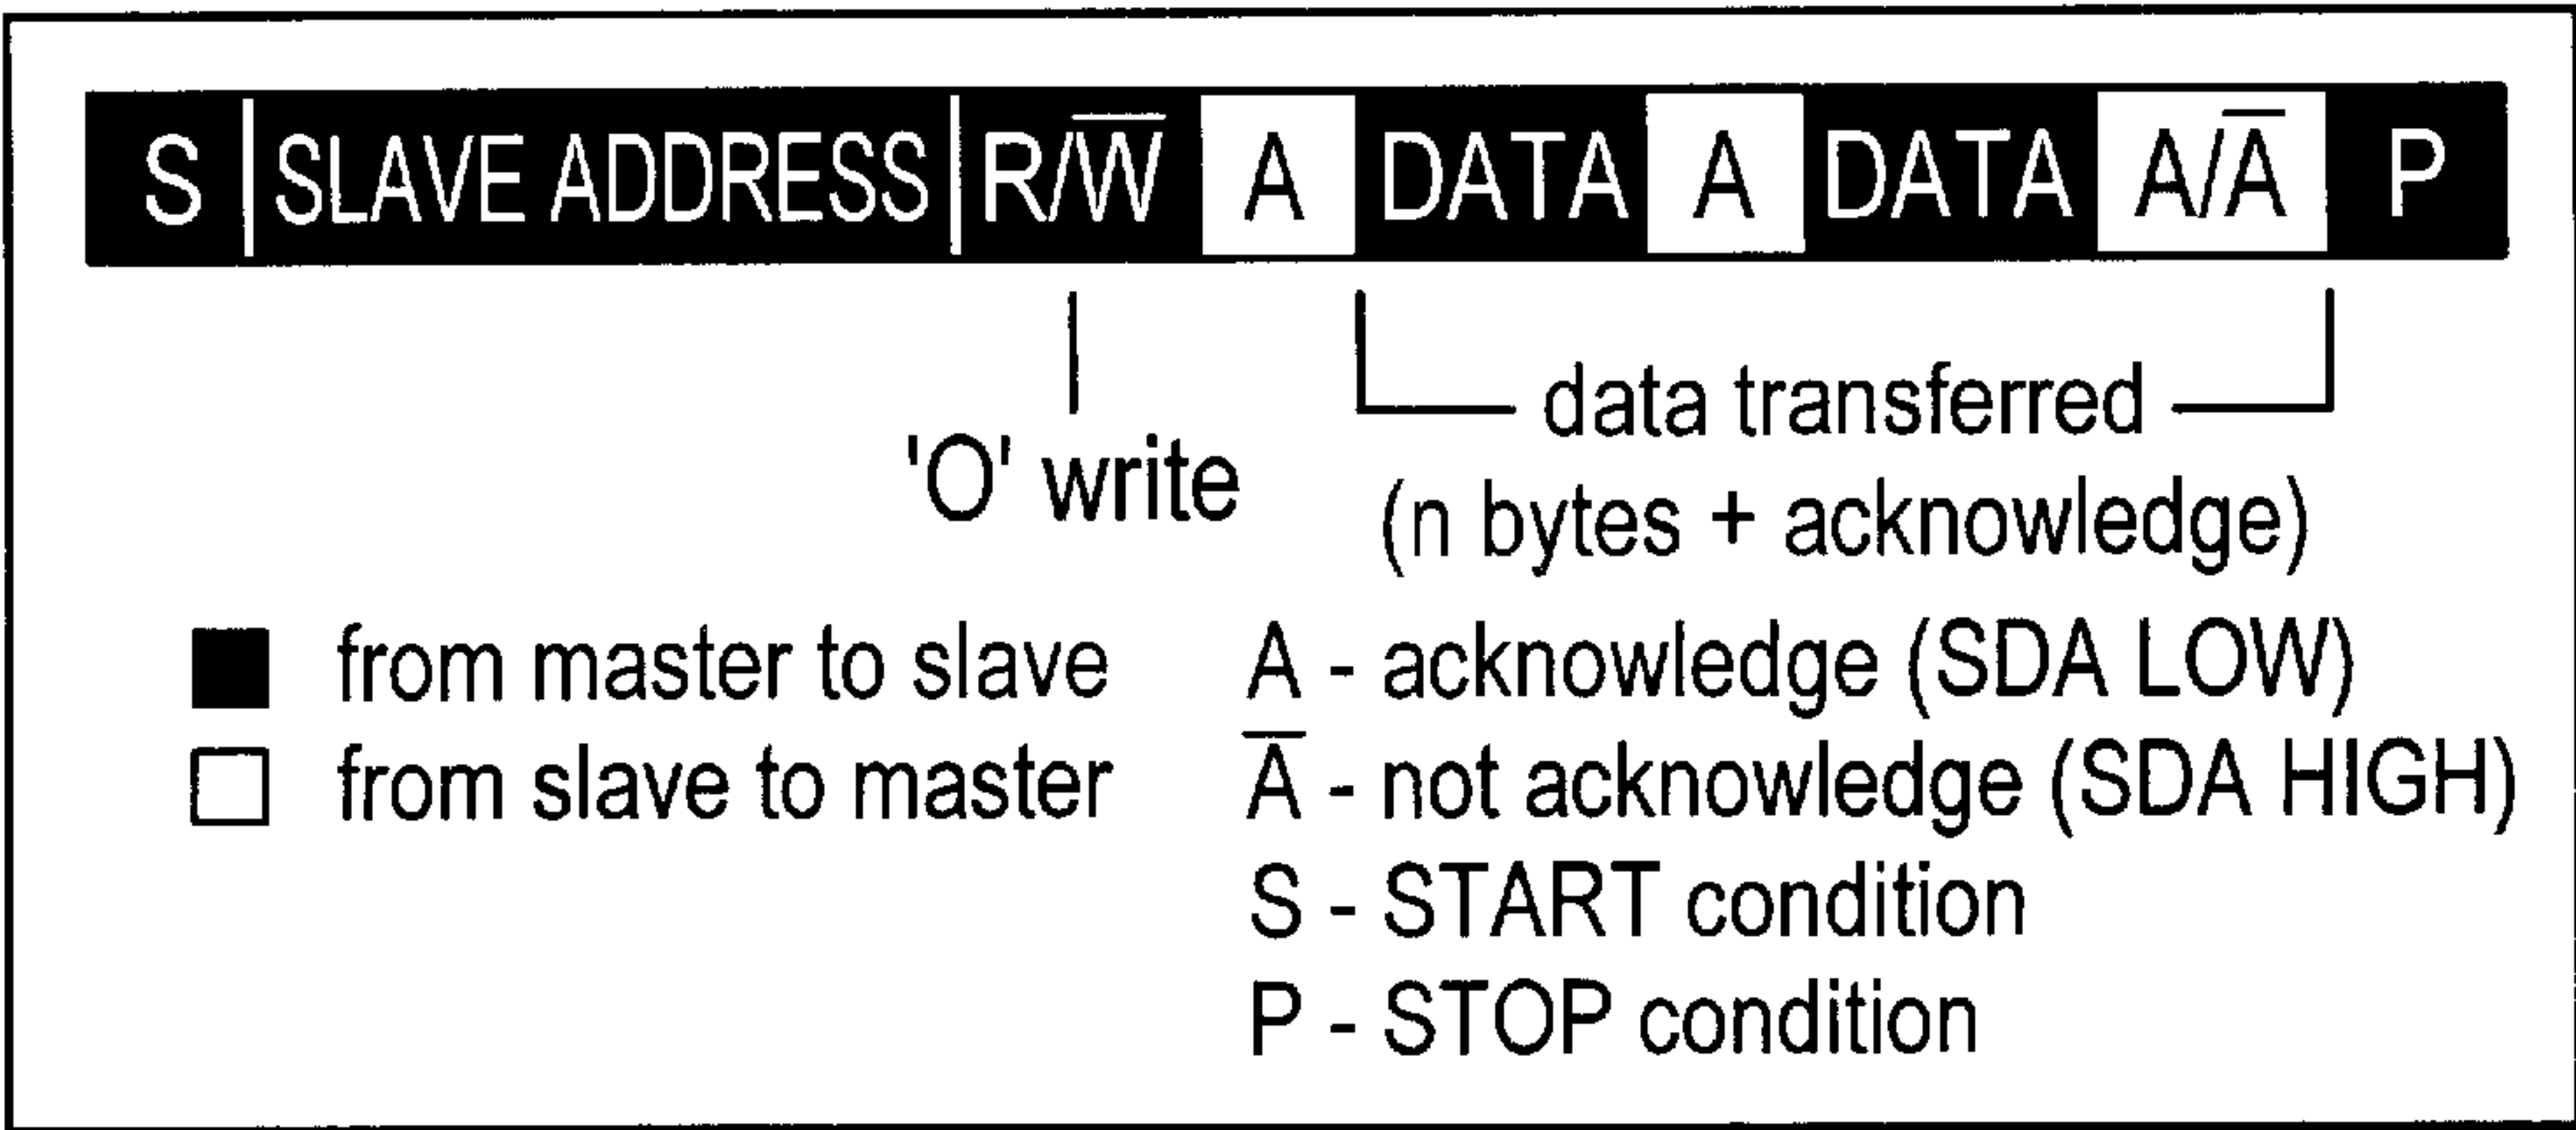 S SLAVE ADDRESS R/W̅ A DATA A DATA A/A̅ P
'O' write
data transferred
(n bytes + acknowledge)
from master to slave
from slave to master
A - acknowledge (SDA LOW)
A̅ - not acknowledge (SDA HIGH)
S - START condition
P - STOP condition